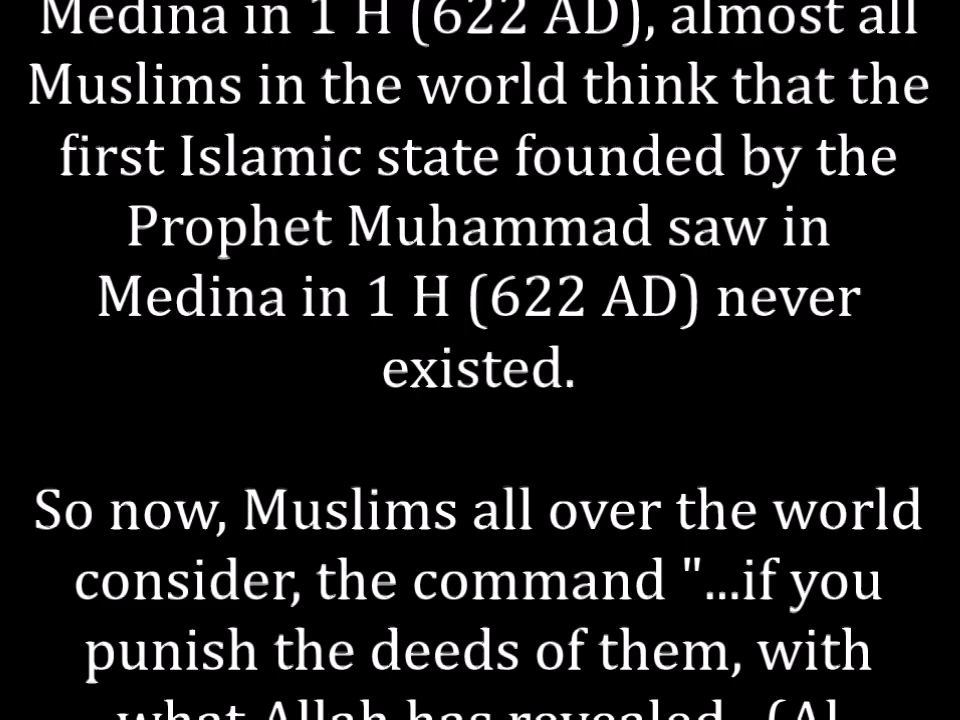 Medina in 1 H (622 AD), almost all
Muslims in the world think that the
first Islamic state founded by the
Prophet Muhammad saw in
Medina in 1 H (622 AD) never
existed.
So now, Muslims all over the world
consider, the command "...if you
punish the deeds of them, with
what Allah has revealed...(Al